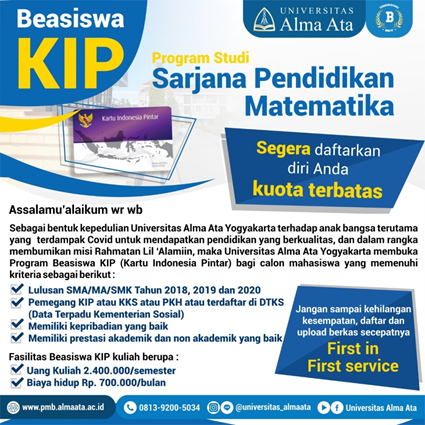 Beasiswa
KIP
UNIVERSITAS
Alma Ata
B
Program Studi
Sarjana Pendidikan
Matematika
Kartu Indonesia Pintar
Segera daftarkan
diri Anda
kuota terbatas
Assalamu'alaikum wr wb
Sebagai bentuk kepedulian Universitas Alma Ata Yogyakarta terhadap anak bangsa terutama
yang terdampak Covid untuk mendapatkan pendidikan yang berkualitas, dan dalam rangka
membumikan misi Rahmatan Lil 'Alamiin, maka Universitas Alma Ata Yogyakarta membuka
Program Beasiswa KIP (Kartu Indonesia Pintar) bagi calon mahasiswa yang memenuhi
kriteria sebagai berikut :
Lulusan SMA/MA/SMK Tahun 2018, 2019 dan 2020
Pemegang KIP atau KKS atau PKH atau terdaftar di DTKS
(Data Terpadu Kementerian Sosial)
Memiliki kepribadian yang baik
Memiliki prestasi akademik dan non akademik yang baik
Fasilitas Beasiswa KIP kuliah berupa :
Uang Kuliah 2.400.000/semester
Biaya hidup Rp. 700.000/bulan
Jangan sampai kehilangan
kesempatan, daftar dan
upload berkas secepatnya
First in
First service
www.pmb.almaata.ac.id
0813-9200-5034
@universitas_almaata
Universitas Alma Ata